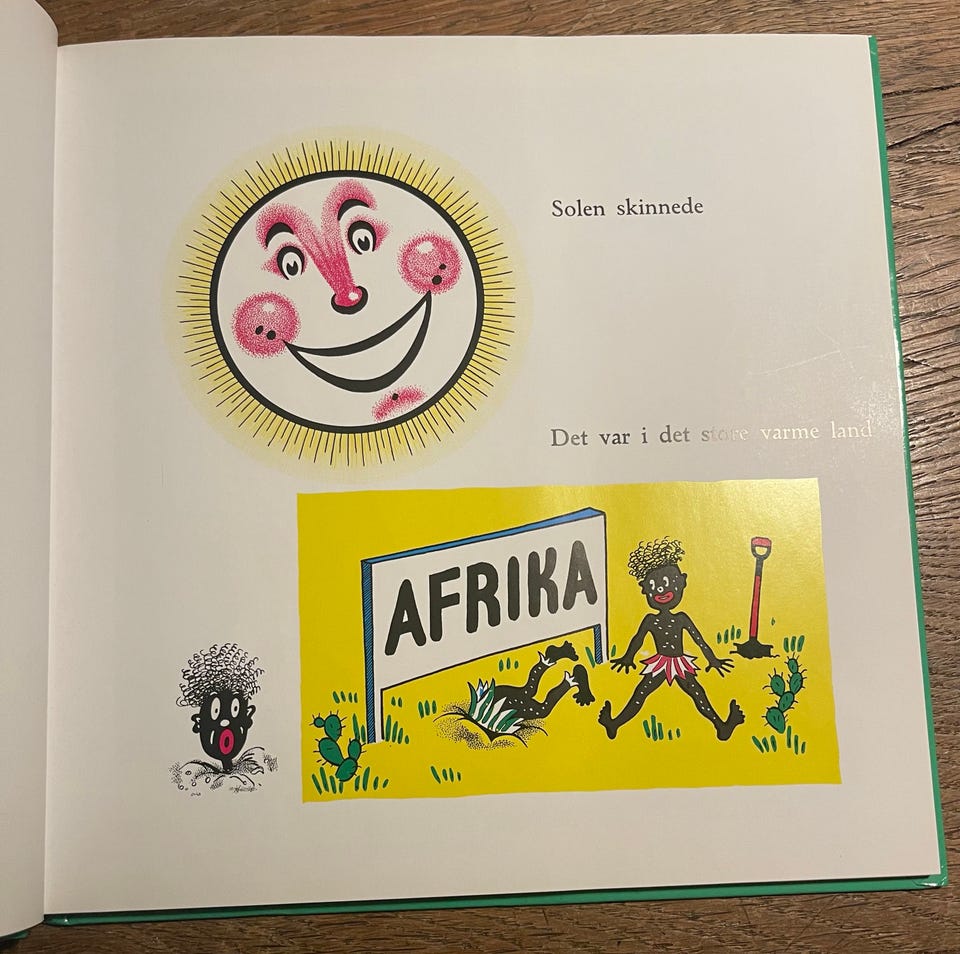 Solen skinnede
Det var i det store varme land
AFRIKA